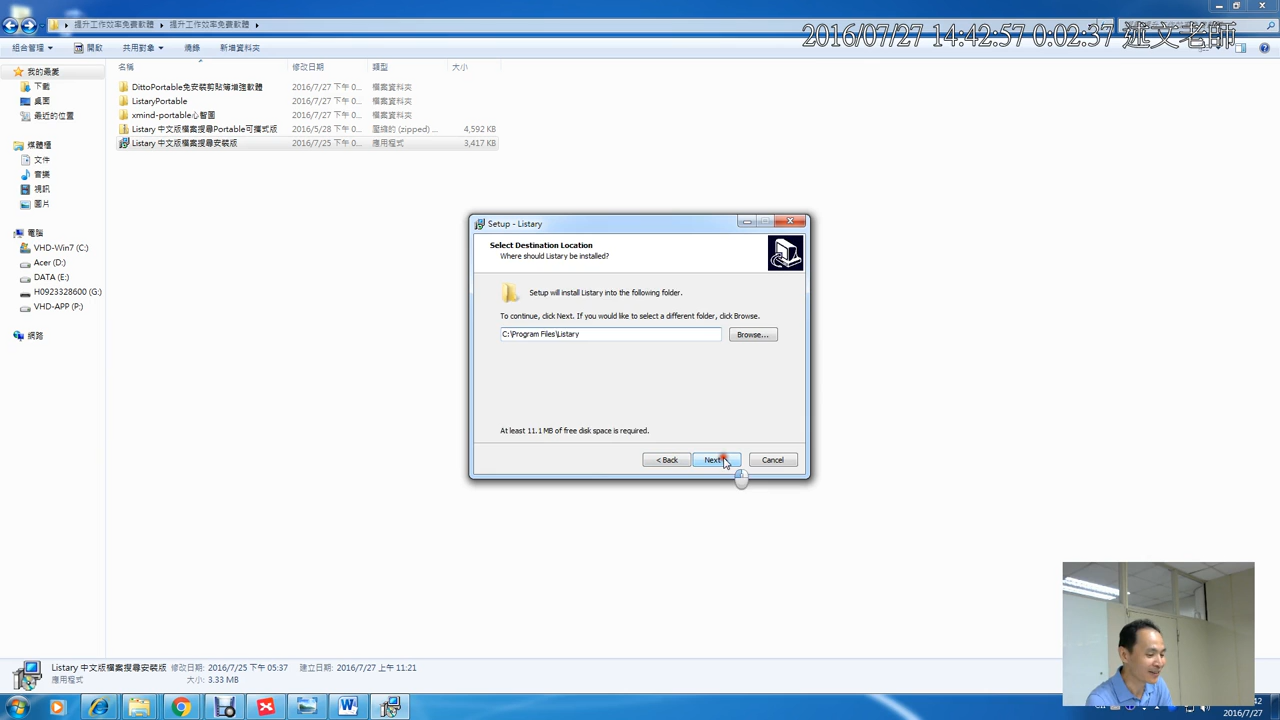 提升工作效率免費軟體 ▸ 提升工作效率免費軟體 ▸
2016/07/27 14:42:57 0:02:37 述文老師
組合管理 ▾ 開啟 共用對象 ▾ 燒錄 新增資料夾
我的最愛
下載
桌面
最近的位置
媒體櫃
文件
音樂
視訊
圖片
電腦
VHD-Win7 (C:)
Acer (D:)
DATA (E:)
H0923328600 (G:)
VHD-APP (P:)
網路
名稱 修改日期 類型 大小
DittoPortable免安裝剪貼簿增強軟體 2016/7/27 下午 0... 檔案資料夾
ListaryPortable 2016/7/27 下午 0... 檔案資料夾
xmind-portable心智圖 2016/7/27 下午 0... 檔案資料夾
Listary 中文版檔案搜尋Portable可攜式版 2016/5/28 下午 0... 壓縮的 (zipped) ... 4,592 KB
Listary 中文版檔案搜尋安裝版 2016/7/25 下午 0... 應用程式 3,417 KB
Setup - Listary
Select Destination Location
Where should Listary be installed?
Setup will install Listary into the following folder.
To continue, click Next. If you would like to select a different folder, click Browse.
C:\Program Files\Listary
Browse...
At least 11.1 MB of free disk space is required.
< Back Next Cancel
Listary 中文版檔案搜尋安裝版 修改日期: 2016/7/25 下午 05:37 建立日期: 2016/7/27 上午 11:21
應用程式 大小: 3.33 MB
2016/7/27